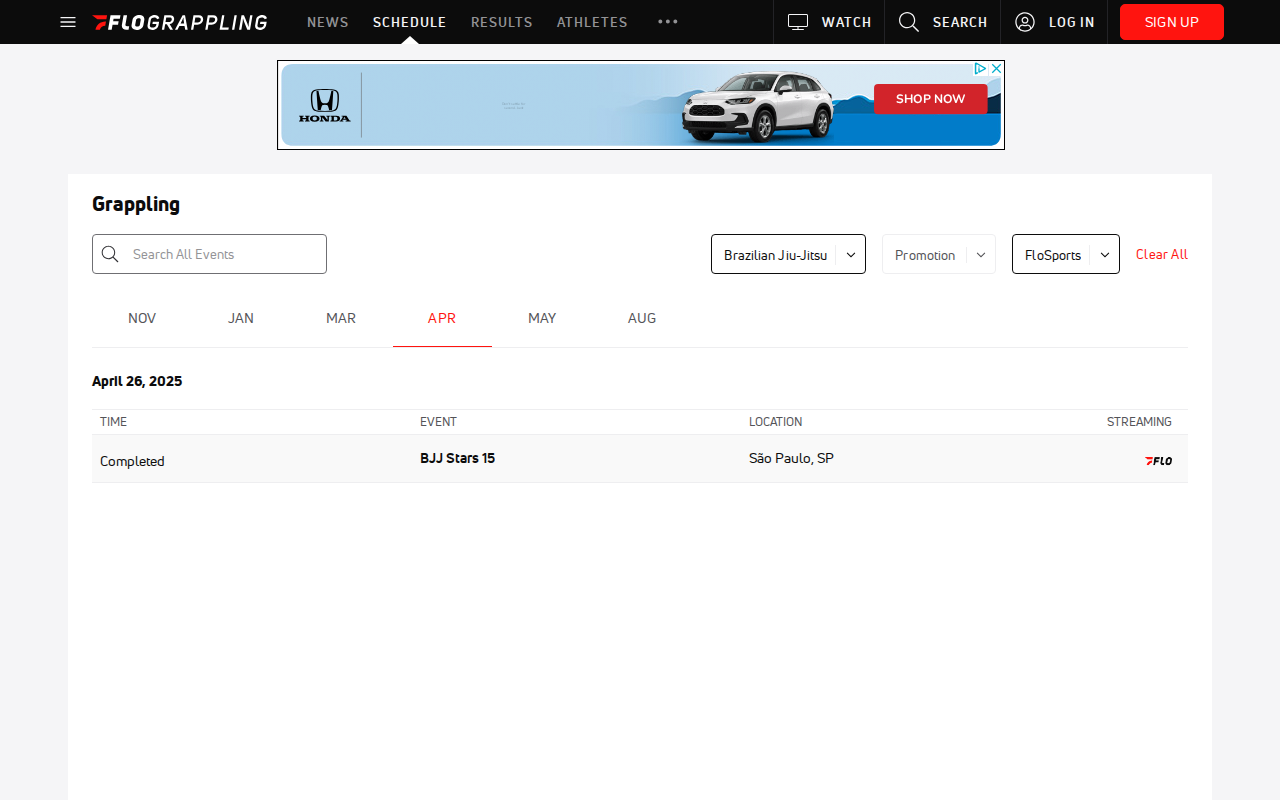 FLOGRAPPLING
NEWS
SCHEDULE
RESULTS
ATHLETES
WATCH
SEARCH
LOG IN
SIGN UP
HONDA
SHOP NOW
Grappling
Search All Events
Brazilian Jiu-Jitsu
Promotion
FloSports
Clear All
NOV
JAN
MAR
APR
MAY
AUG
April 26, 2025
TIME
EVENT
LOCATION
STREAMING
Completed
BJJ Stars 15
São Paulo, SP
FLO